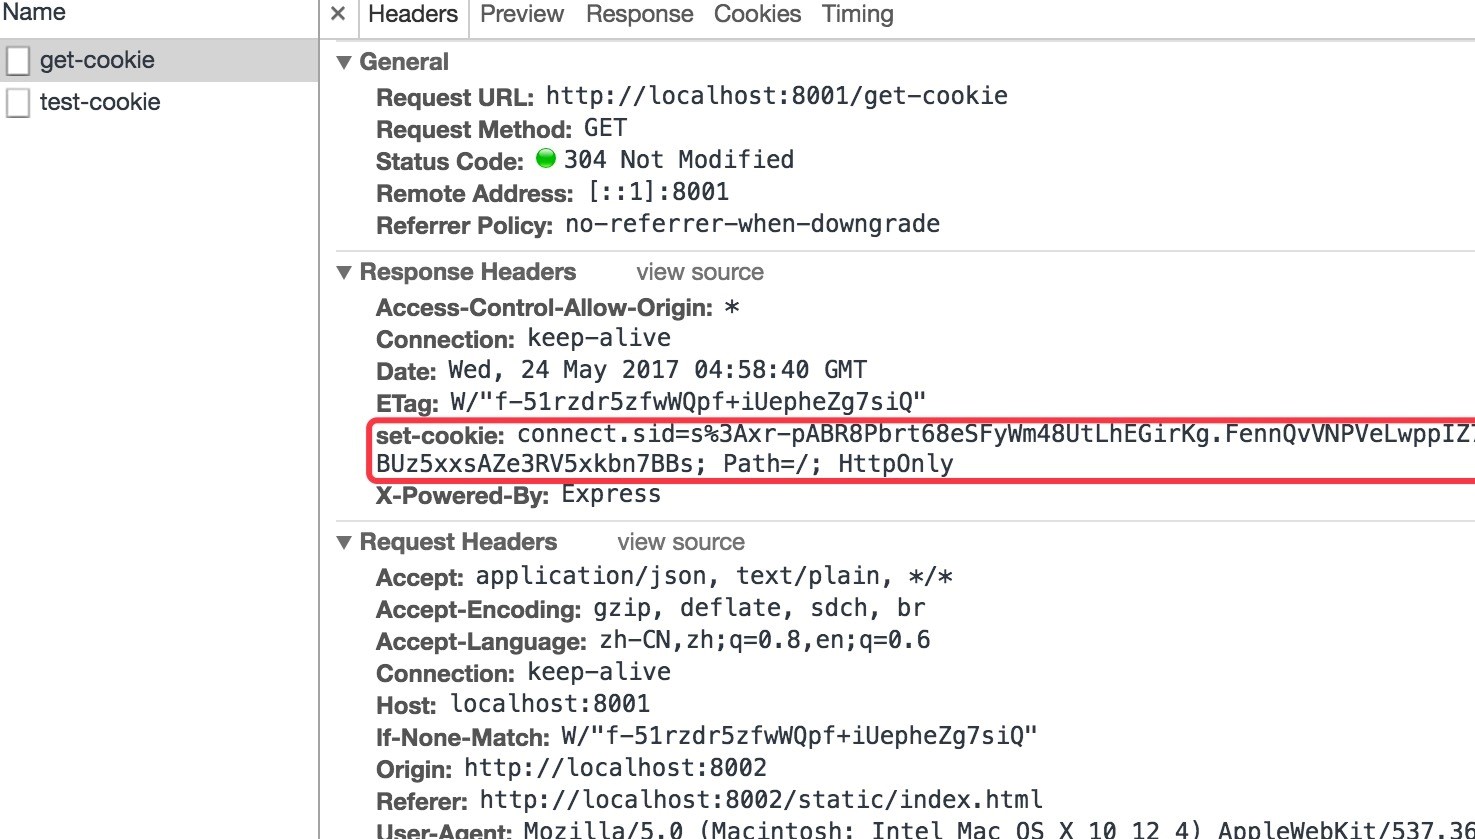 Name
get-cookie
test-cookie
× Headers Preview Response Cookies Timing
▼ General
Request URL: http://localhost:8001/get-cookie
Request Method: GET
Status Code: 304 Not Modified
Remote Address: [::1]:8001
Referrer Policy: no-referrer-when-downgrade
▼ Response Headers view source
Access-Control-Allow-Origin: *
Connection: keep-alive
Date: Wed, 24 May 2017 04:58:40 GMT
ETag: W/"f-51rzdr5zfwWQpf+iUepheZg7siQ"
set-cookie: connect.sid=s%3Axr-pABR8Pbrt68eSFyWm48UtLhEGirKg.FennQvVNPVeLwppIZ
BUz5xxsAZe3RV5xkbn7BBs; Path=/; HttpOnly
X-Powered-By: Express
▼ Request Headers view source
Accept: application/json, text/plain, */*
Accept-Encoding: gzip, deflate, sdch, br
Accept-Language: zh-CN,zh;q=0.8,en;q=0.6
Connection: keep-alive
Host: localhost:8001
If-None-Match: W/"f-51rzdr5zfwWQpf+iUepheZg7siQ"
Origin: http://localhost:8002
Referer: http://localhost:8002/static/index.html
User-Agent: Mozilla/5.0 (Macintosh; Intel Mac OS X 10_12_4) AppleWebKit/537.36